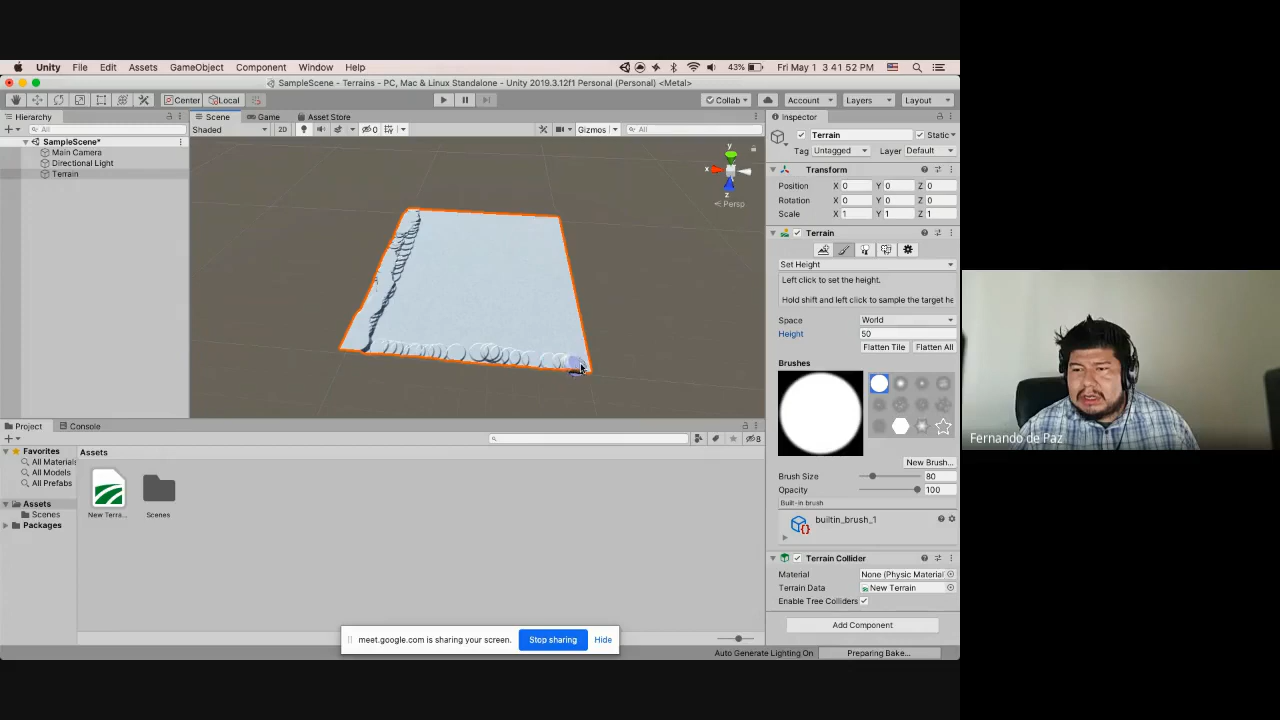 Unity File Edit Assets GameObject Component Window Help 43% Fri May 1 3 41 52 PM
SampleScene - Terrains - PC, Mac & Linux Standalone - Unity 2019.3.12f1 Personal (Personal) <Metal>
Center Local Collab Account Layers Layout
Hierarchy Scene Game Asset Store Inspector
All Shaded 2D 0 Gizmos All Terrain Static
SampleScene*
Main Camera
Directional Light
Terrain
y
x
z
Persp
Tag Untagged Layer Default
Transform
Position X 0 Y 0 Z 0
Rotation X 0 Y 0 Z 0
Scale X 1 Y 1 Z 1
Terrain
Set Height
Left click to set the height.
Hold shift and left click to sample the target he
Space World
Height 50
Flatten Tile Flatten All
Brushes
New Brush...
Brush Size 80
Opacity 100
Built-in brush
builtin_brush_1
Terrain Collider
Material None (Physic Material
Terrain Data New Terrain
Enable Tree Colliders
Add Component
Project Console
8
Favorites
All Materials
All Models
All Prefabs
Assets
Scenes
Packages
Assets
New Terra...
Scenes
meet.google.com is sharing your screen. Stop sharing Hide
Auto Generate Lighting On Preparing Bake...
Fernando de Paz